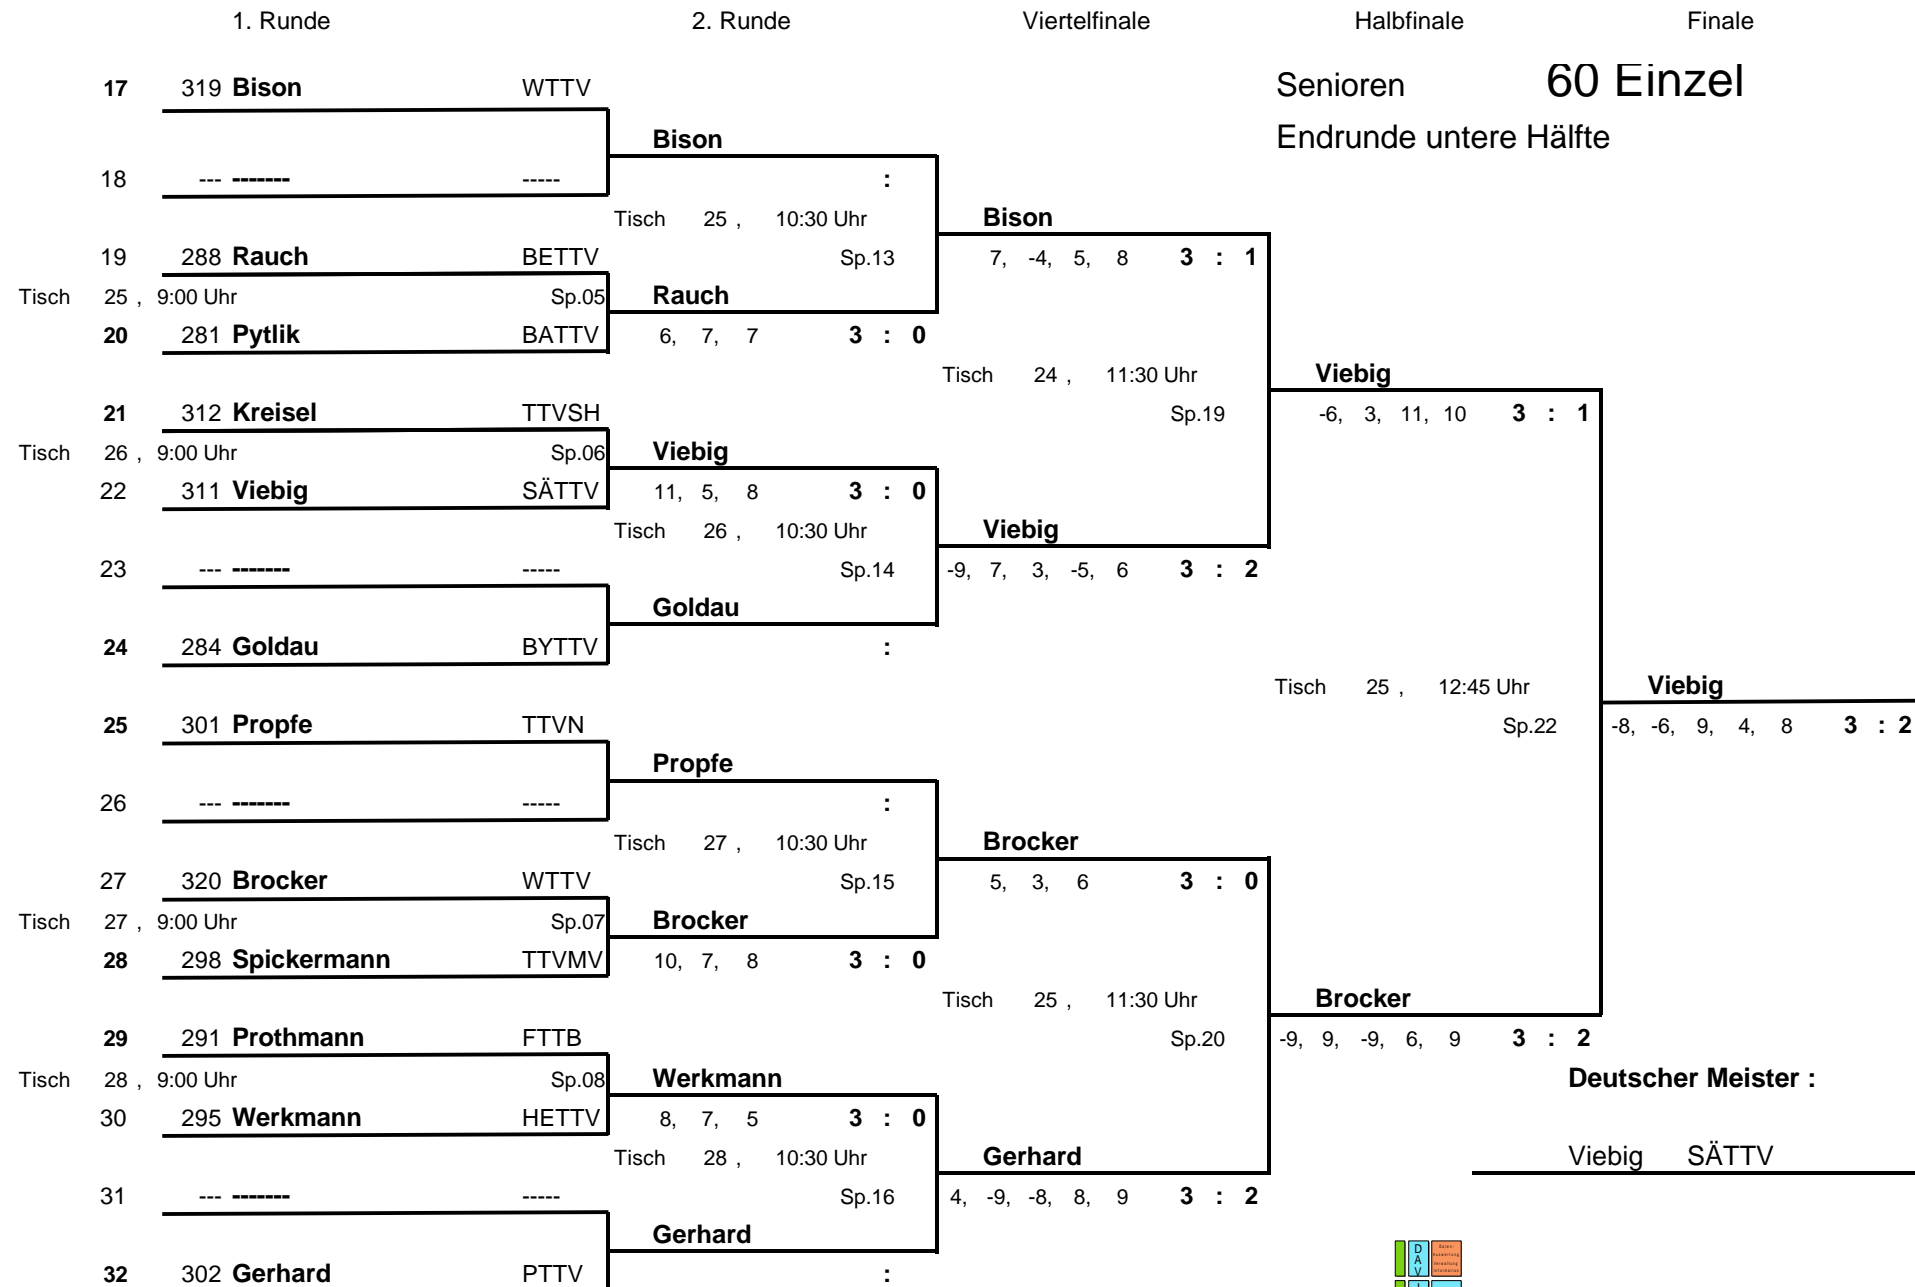 1. Runde 2. Runde Viertelfinale Halbfinale Finale
17 319 Bison WTTV Senioren 60 Einzel
Bison Endrunde untere Hälfte
18 --- ------- ----- :
Tisch 25 , 10:30 Uhr Bison
19 288 Rauch BETTV Sp.13 7, -4, 5, 8 3 : 1
Tisch 25 , 9:00 Uhr Sp.05 Rauch
20 281 Pytlik BATTV 6, 7, 7 3 : 0
Tisch 24 , 11:30 Uhr Viebig
21 312 Kreisel TTVSH Sp.19 -6, 3, 11, 10 3 : 1
Tisch 26 , 9:00 Uhr Sp.06 Viebig
22 311 Viebig SÄTTV 11, 5, 8 3 : 0
Tisch 26 , 10:30 Uhr Viebig
23 --- ------- ----- Sp.14 -9, 7, 3, -5, 6 3 : 2
Goldau
24 284 Goldau BYTTV :
Tisch 25 , 12:45 Uhr Viebig
25 301 Propfe TTVN Sp.22 -8, -6, 9, 4, 8 3 : 2
Propfe
26 --- ------- ----- :
Tisch 27 , 10:30 Uhr Brocker
27 320 Brocker WTTV Sp.15 5, 3, 6 3 : 0
Tisch 27 , 9:00 Uhr Sp.07 Brocker
28 298 Spickermann TTVMV 10, 7, 8 3 : 0
Tisch 25 , 11:30 Uhr Brocker
29 291 Prothmann FTTB Sp.20 -9, 9, -9, 6, 9 3 : 2
Tisch 28 , 9:00 Uhr Sp.08 Werkmann Deutscher Meister :
30 295 Werkmann HETTV 8, 7, 5 3 : 0
Tisch 28 , 10:30 Uhr Gerhard Viebig SÄTTV
31 --- ------- ----- Sp.16 4, -9, -8, 8, 9 3 : 2
Gerhard
32 302 Gerhard PTTV :
D
A
V